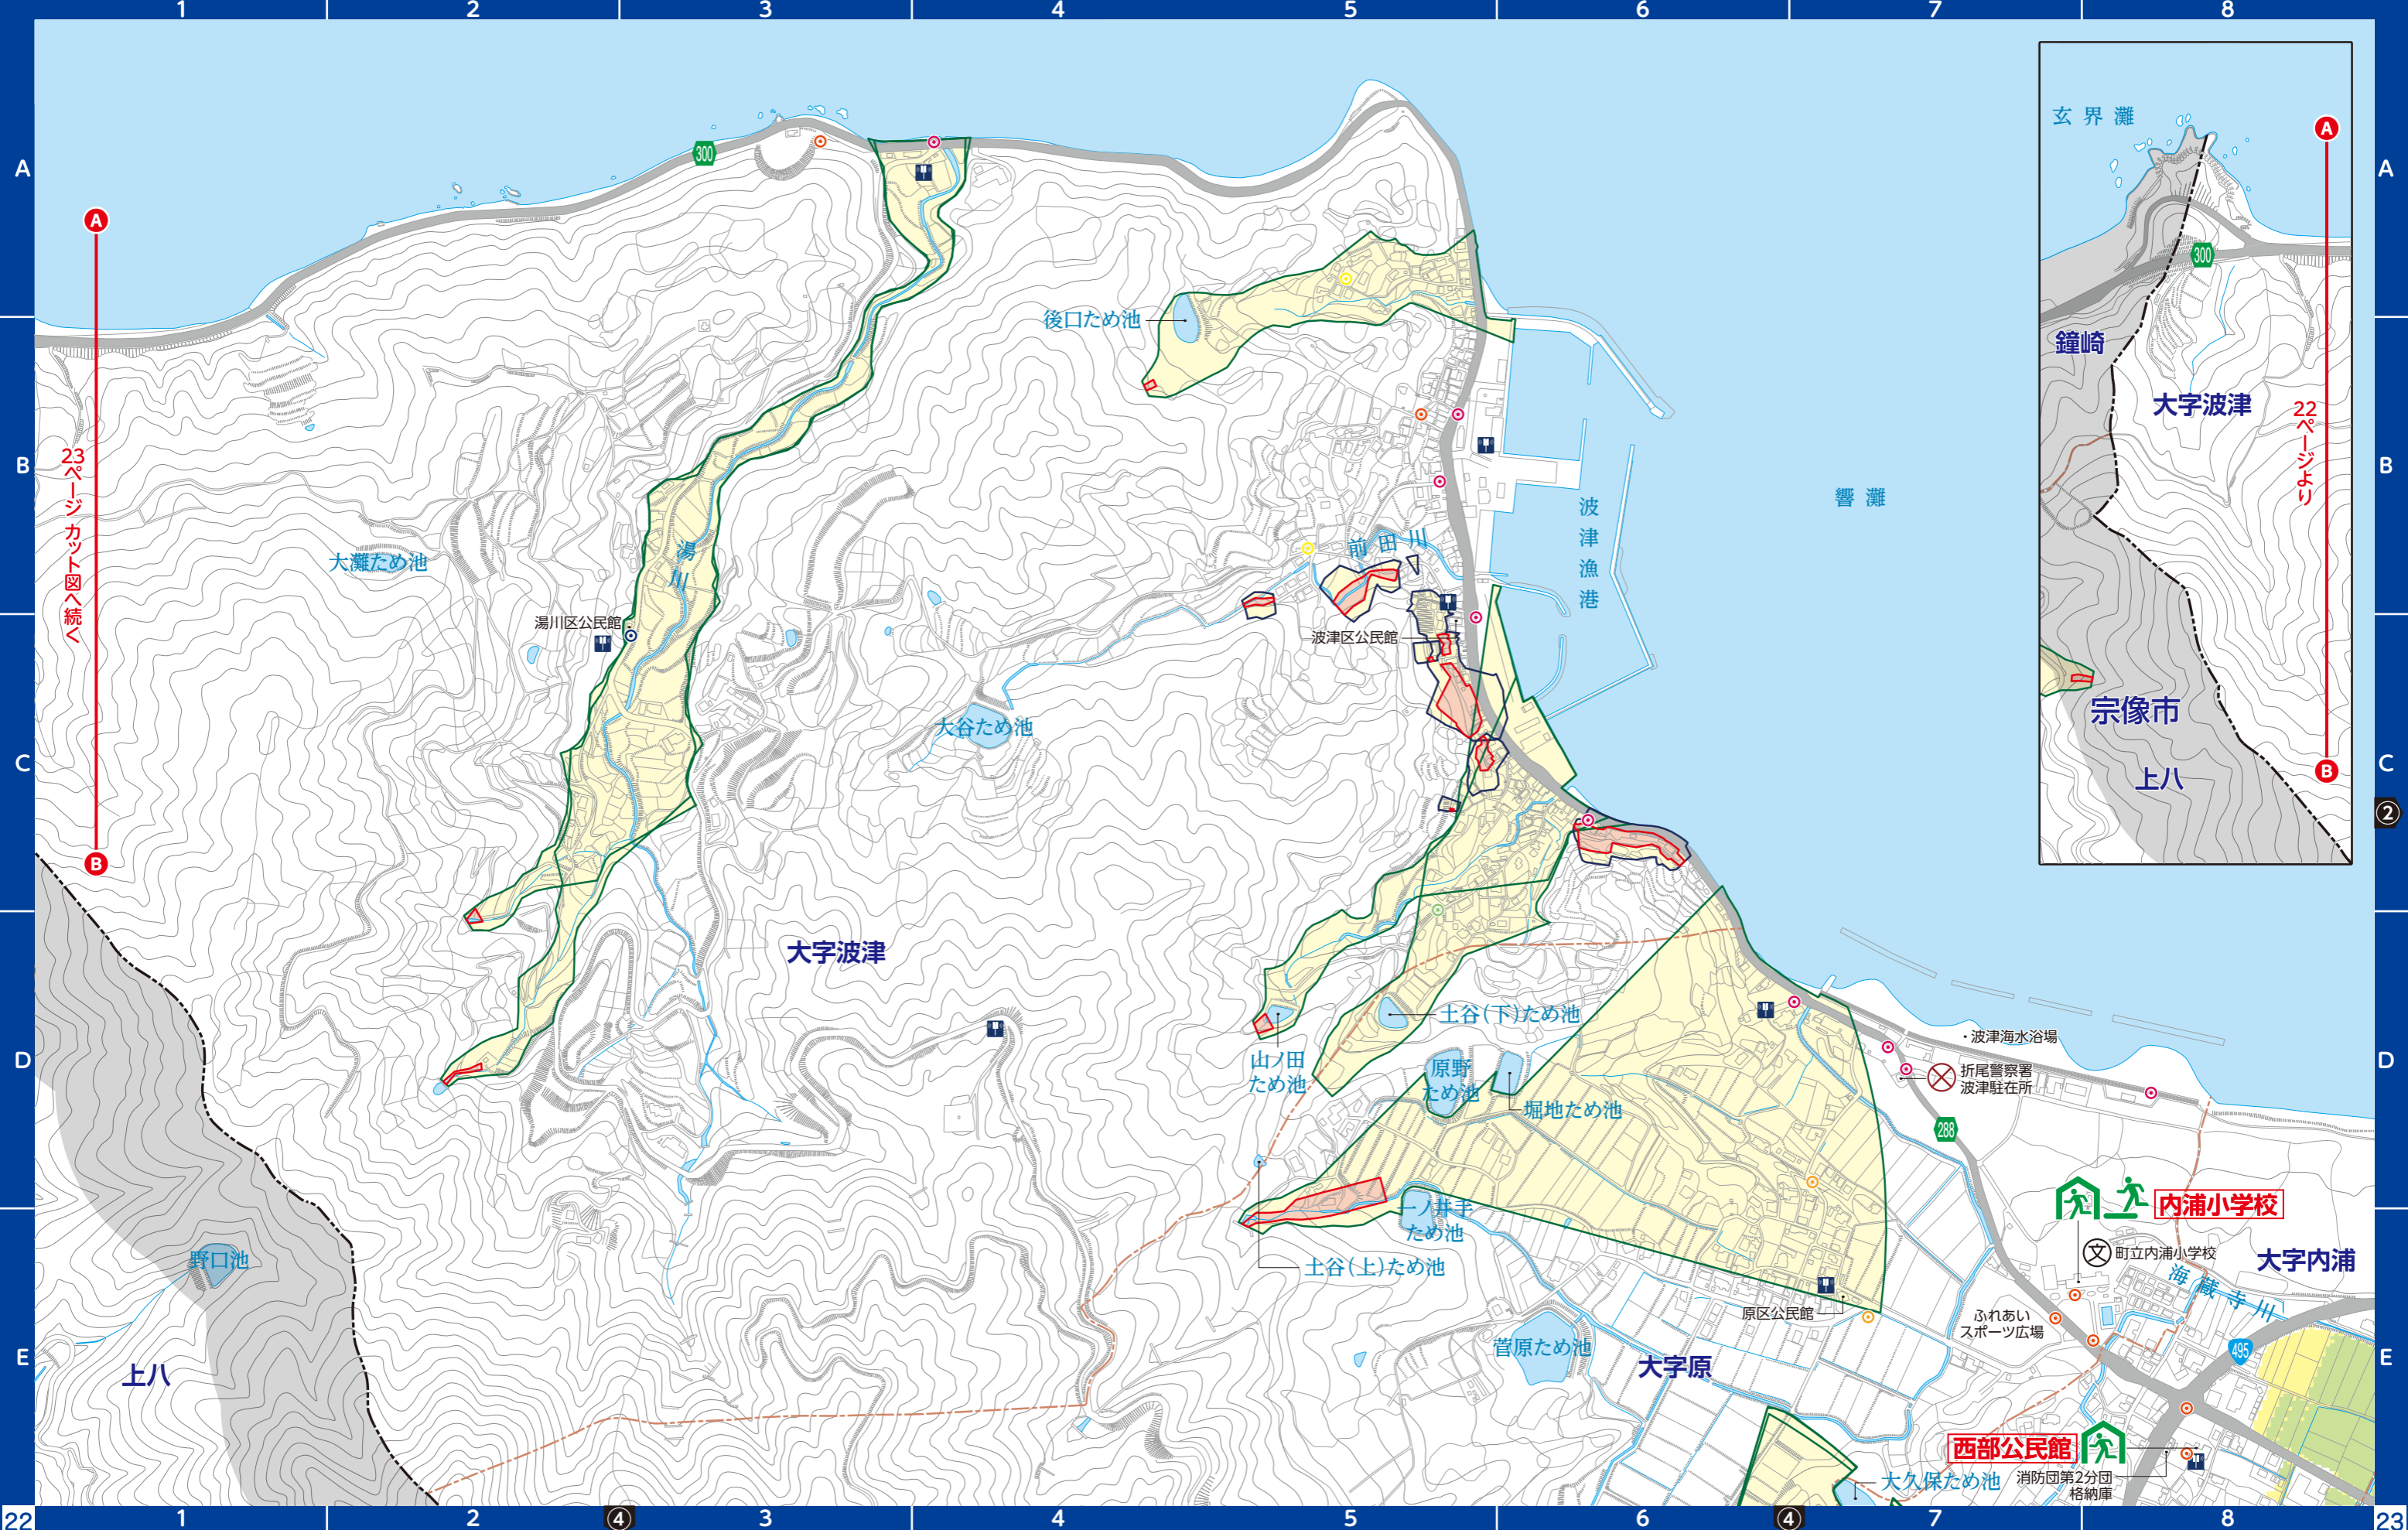 1 2 3 4 5 6 7 8
A
A
B
B
C
C
D
D
E
E
②
300
A
23ページ カット図へ続く
B
後口ため池
大灘ため池
湯川
湯川区公民館
大谷ため池
大字波津
前田川
波津区公民館
波津漁港
響灘
玄界灘
A
300
鐘崎
大字波津
22ページより
宗像市
上八
B
土谷(下)ため池
山ノ田
ため池
原野
ため池
堀地ため池
一ノ井手
ため池
土谷(上)ため池
・波津海水浴場
折尾警察署
波津駐在所
288
内浦小学校
文
町立内浦小学校
大字内浦
海蔵寺川
ふれあい
スポーツ広場
原区公民館
菅原ため池
大字原
495
野口池
上八
西部公民館
消防団第2分団
格納庫
大久保ため池
22
1 2 ④ 3 4 5 6 ④ 7 8
23